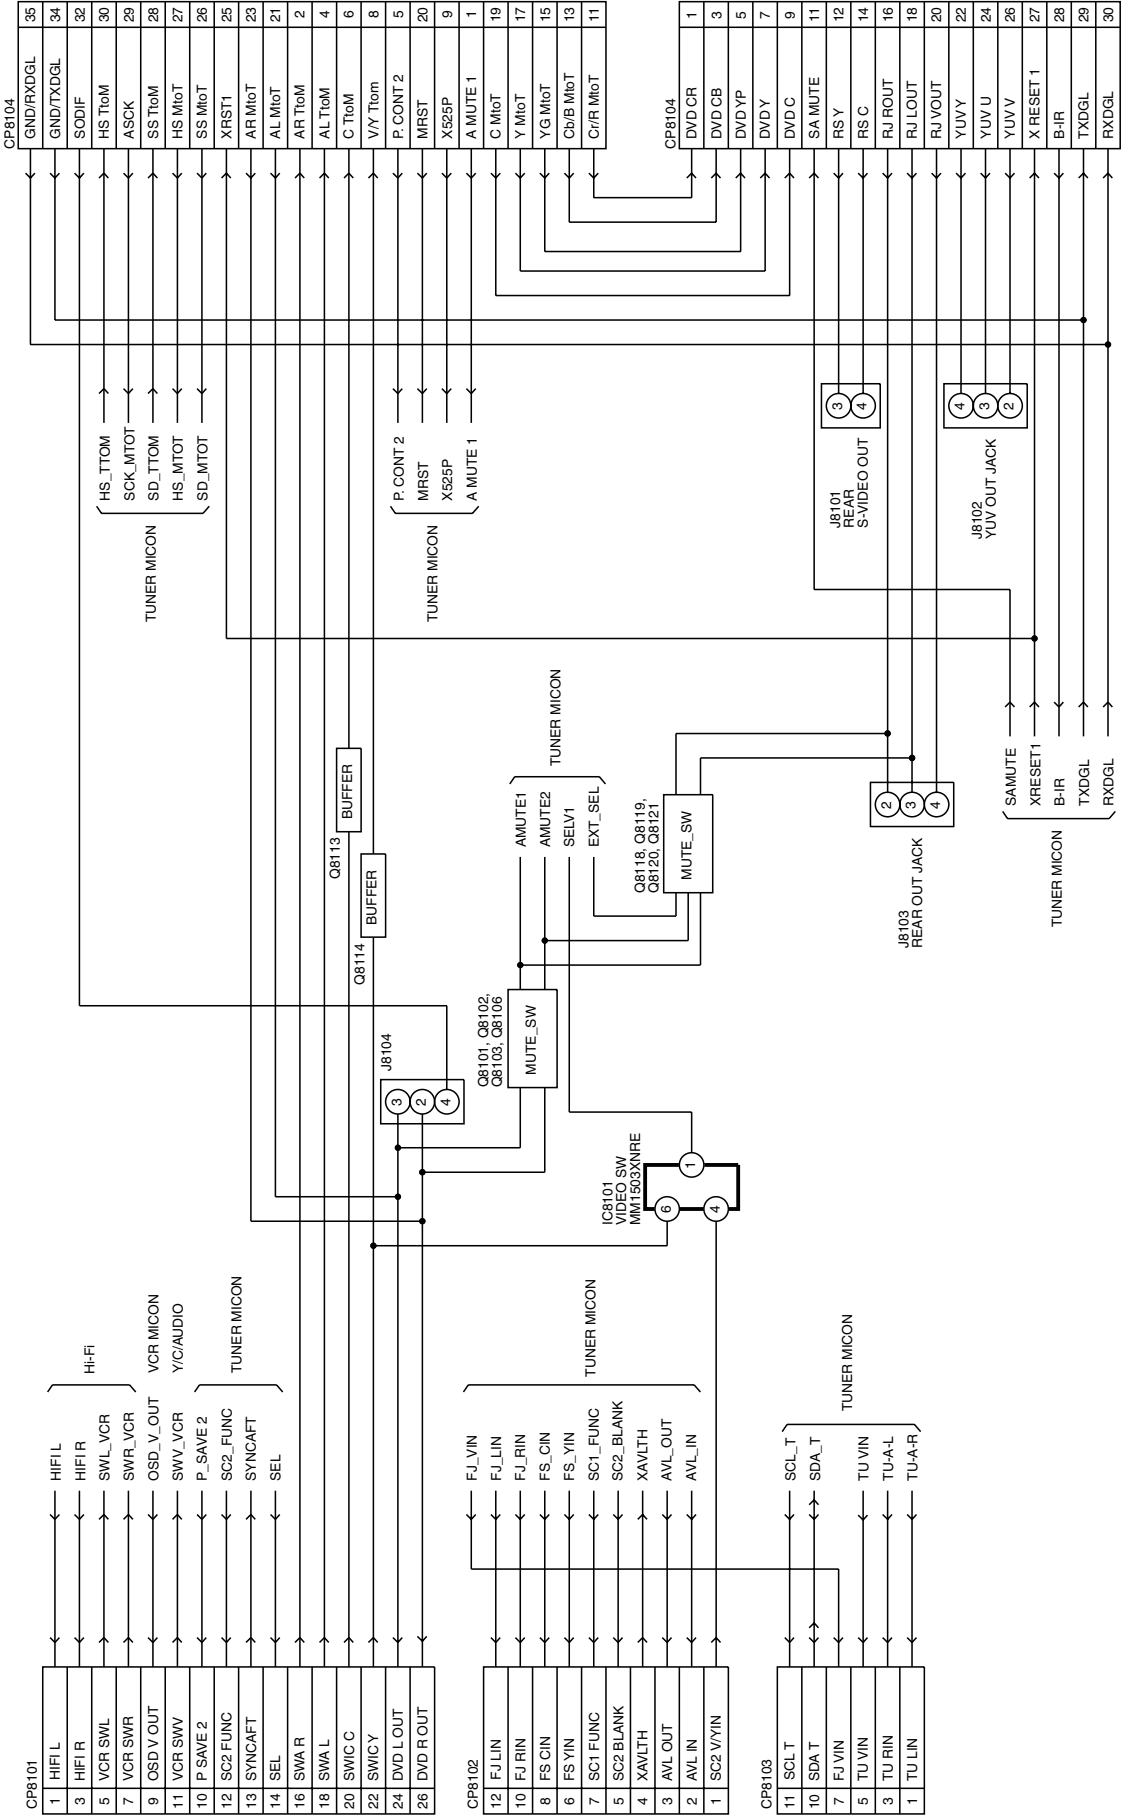 CP8101
1 HIFI L
3 HIFI R
5 VCR SWL
7 VCR SWR
9 OSD V OUT
11 VCR SWV
10 P SAVE 2
12 SC2 FUNC
13 SYNCAFT
14 SEL
16 SWA R
18 SWA L
20 SWIC C
22 SWIC Y
24 DVD L OUT
26 DVD R OUT
HIFI L
HIFI R
SWL_VCR
SWR_VCR
OSD_V_OUT
SWV_VCR
P_SAVE 2
SC2_FUNC
SYNCAFT
SEL
Hi-Fi
VCR MICON
Y/C/AUDIO
TUNER MICON
CP8102
12 FJ LIN
10 FJ RIN
8 FS CIN
6 FS YIN
7 SC1 FUNC
5 SC2 BLANK
4 XAVLTH
3 AVL OUT
2 AVL IN
1 SC2 V/YIN
FJ_VIN
FJ_LIN
FJ_RIN
FS_CIN
FS_YIN
SC1_FUNC
SC2_BLANK
XAVLTH
AVL_OUT
AVL_IN
TUNER MICON
CP8103
11 SCL T
10 SDA T
7 FJ VIN
5 TU VIN
3 TU RIN
1 TU LIN
SCL_T
SDA_T
TU VIN
TU-A-L
TU-A-R
TUNER MICON
J8104
3
2
4
IC8101
VIDEO SW
MM1503XNRE
6
4
1
Q8101, Q8102,
Q8103, Q8106
MUTE_SW
Q8114
BUFFER
Q8113
BUFFER
AMUTE1
AMUTE2
SELV1
EXT_SEL
TUNER MICON
Q8118, Q8119,
Q8120, Q8121
MUTE_SW
J8103
REAR OUT JACK
2
3
4
TUNER MICON
SAMUTE
XRESET1
B-IR
TXDGL
RXDGL
TUNER MICON
HS_TTOM
SCK_MTOT
SD_TTOM
HS_MTOT
SD_MTOT
TUNER MICON
P. CONT 2
MRST
X525P
A MUTE 1
J8101
REAR
S-VIDEO OUT
3
4
J8102
YUV OUT JACK
4
3
2
CP8104
GND/RXDGL 35
GND/TXDGL 34
SODIF 32
HS TtoM 30
ASCK 29
SS TtoM 28
HS MtoT 27
SS MtoT 26
XRST1 25
AR MtoT 23
AL MtoT 21
AR TtoM 2
AL TtoM 4
C TtoM 6
V/Y Ttom 8
P. CONT 2 5
MRST 20
X525P 9
A MUTE 1 1
C MtoT 19
Y MtoT 17
YG MtoT 15
Cb/B MtoT 13
Cr/R MtoT 11
CP8104
DVD CR 1
DVD CB 3
DVD YP 5
DVD Y 7
DVD C 9
SA MUTE 11
RS Y 12
RS C 14
RJ ROUT 16
RJ LOUT 18
RJ VOUT 20
YUV Y 22
YUV U 24
YUV V 26
X RESET 1 27
B-IR 28
TXDGL 29
RXDGL 30